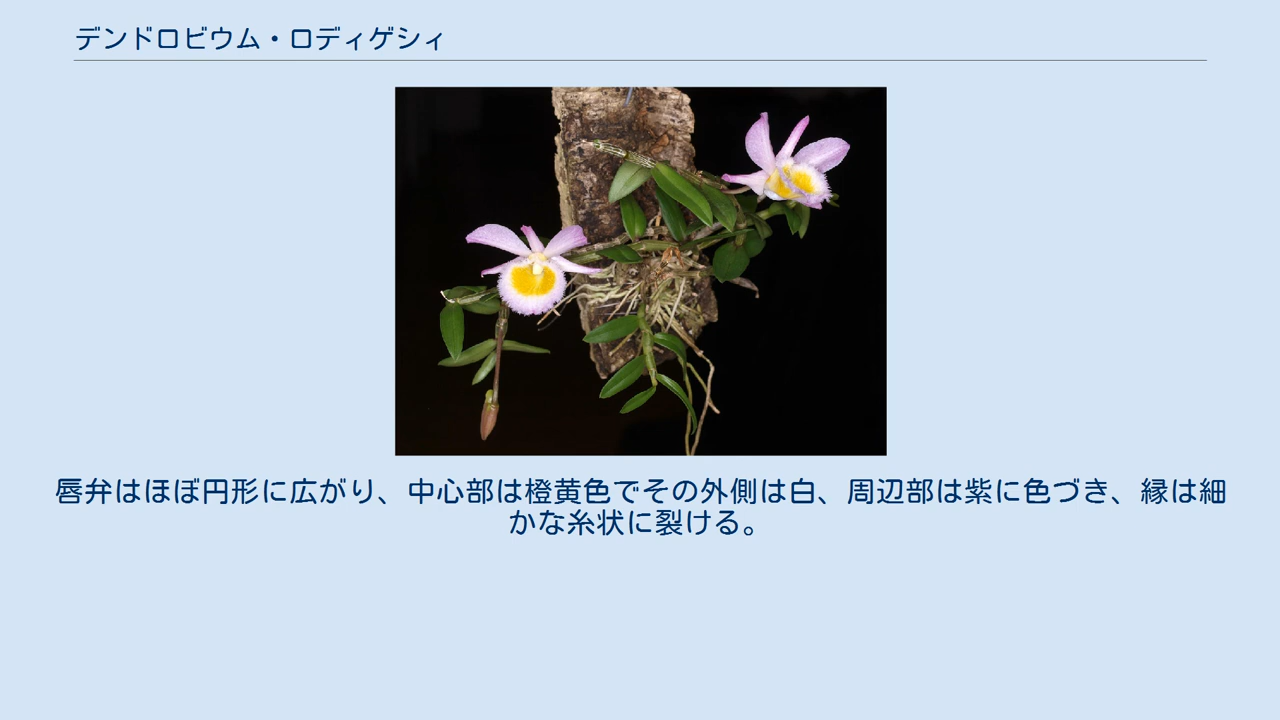 デンドロビウム・ロディゲシィ
唇弁はほぼ円形に広がり、中心部は橙黄色でその外側は白、周辺部は紫に色づき、縁は細
かな糸状に裂ける。